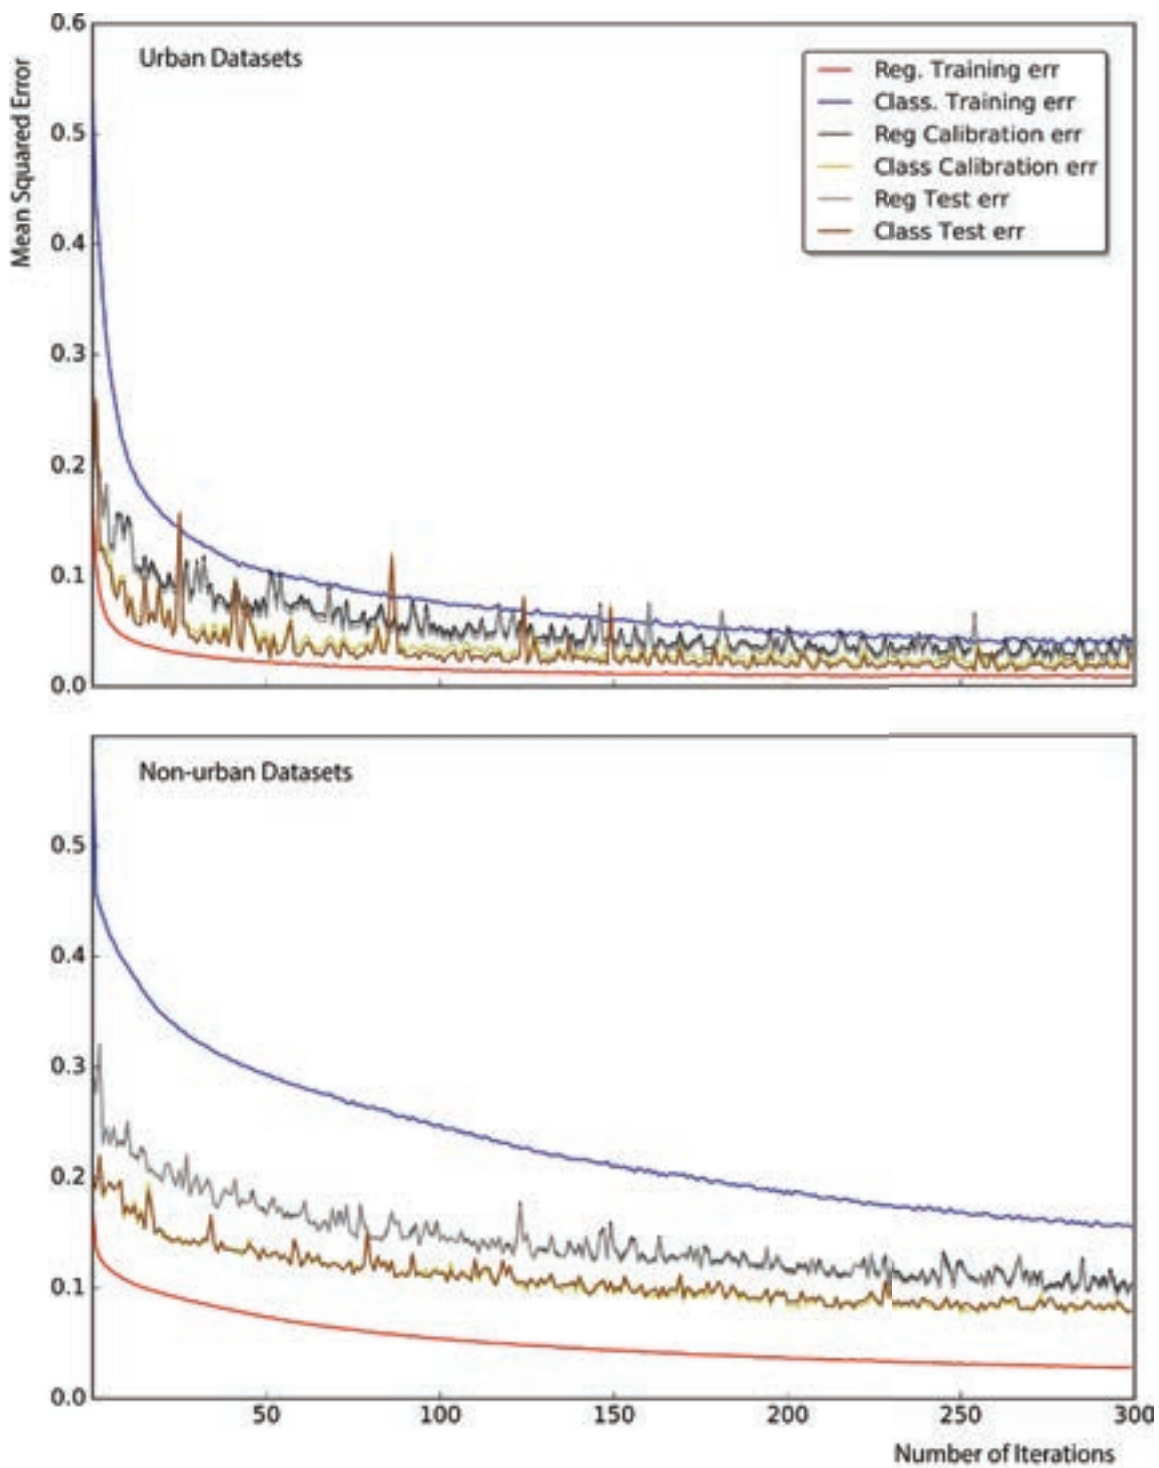 0.6
Urban Datasets
Mean Squared Error
Reg. Training err
Class. Training err
Reg Calibration err
Class Calibration err
Reg Test err
Class Test err
0.5
0.4
0.3
0.2
0.1
0.0
Non-urban Datasets
0.5
0.4
0.3
0.2
0.1
0.0
50 100 150 200 250 300
Number of Iterations